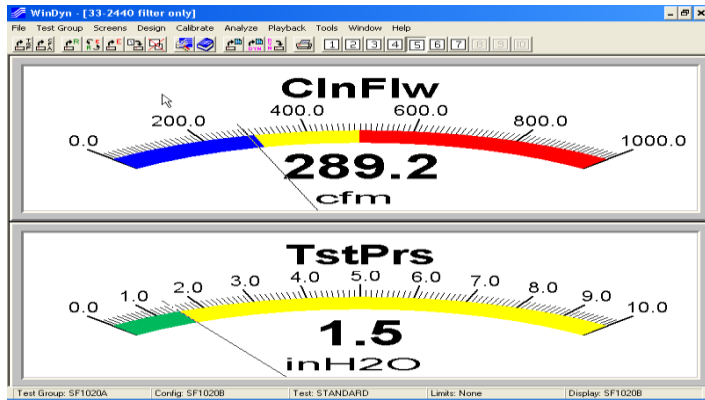 WinDyn - [33-2440 filter only]
File Test Group Screens Design Calibrate Analyze Playback Tools Window Help
1 2 3 4 5 6 7 8 9 10
ClnFlw
0.0 200.0 400.0 600.0 800.0 1000.0
289.2
cfm
TstPrs
0.0 1.0 2.0 3.0 4.0 5.0 6.0 7.0 8.0 9.0 10.0
1.5
inH2O
Test Group: SF1020A Config: SF1020B Test: STANDARD Limits: None Display: SF1020B